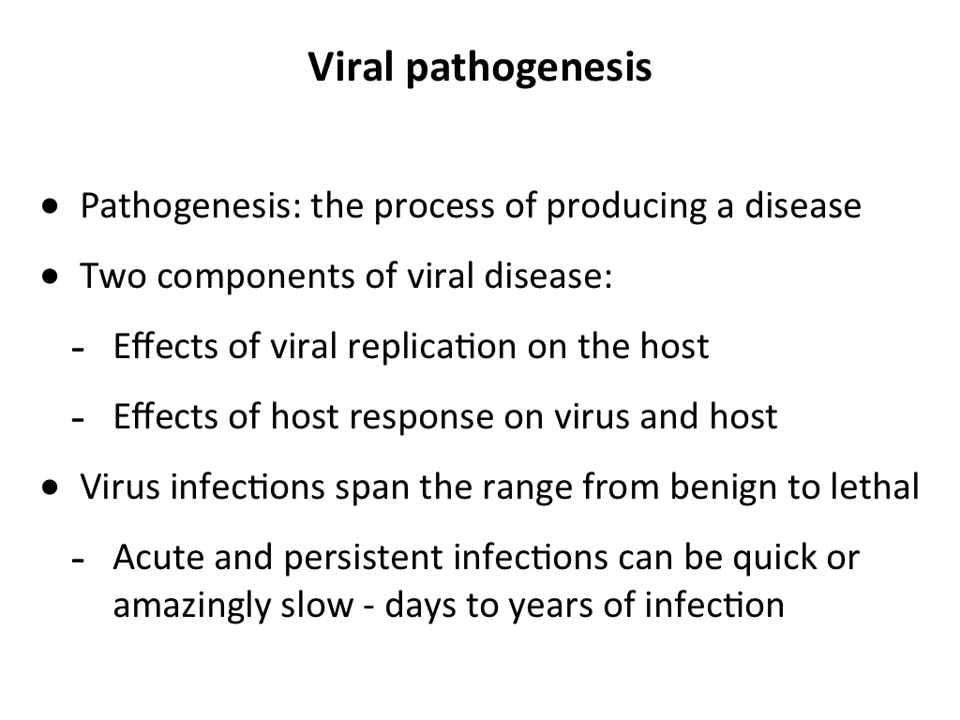 Viral pathogenesis
• Pathogenesis: the process of producing a disease
• Two components of viral disease:
- Effects of viral replication on the host
- Effects of host response on virus and host
• Virus infections span the range from benign to lethal
- Acute and persistent infections can be quick or
amazingly slow - days to years of infection